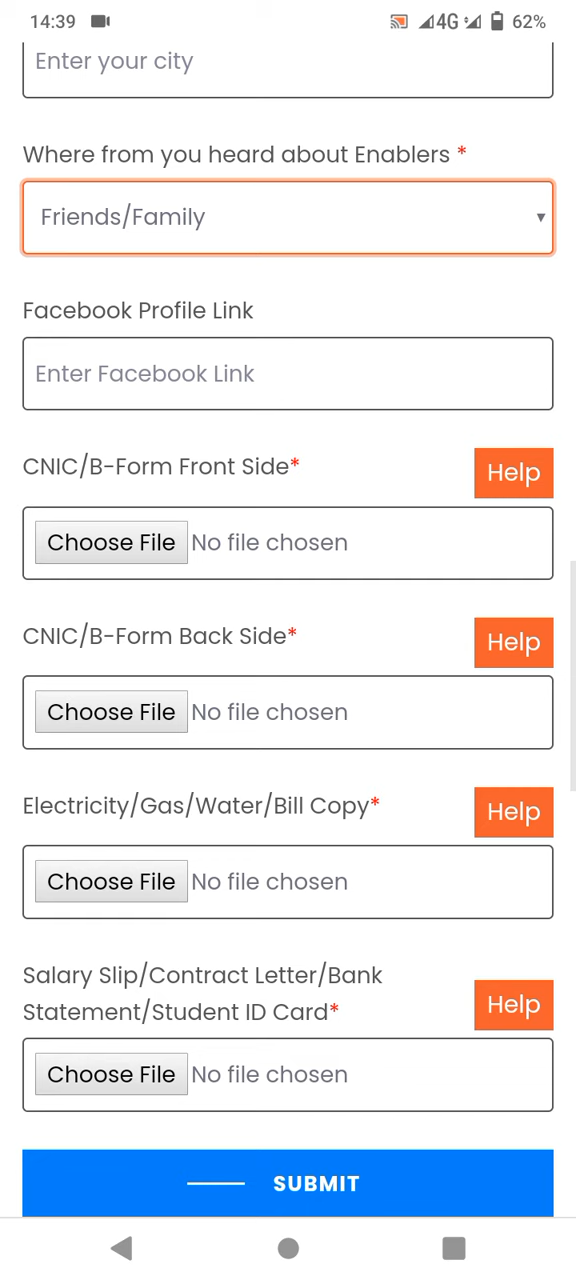 14:39 4G 62%
Enter your city
Where from you heard about Enablers *
Friends/Family
Facebook Profile Link
Enter Facebook Link
CNIC/B-Form Front Side*
Help
Choose File No file chosen
CNIC/B-Form Back Side*
Help
Choose File No file chosen
Electricity/Gas/Water/Bill Copy*
Help
Choose File No file chosen
Salary Slip/Contract Letter/Bank
Statement/Student ID Card*
Help
Choose File No file chosen
SUBMIT